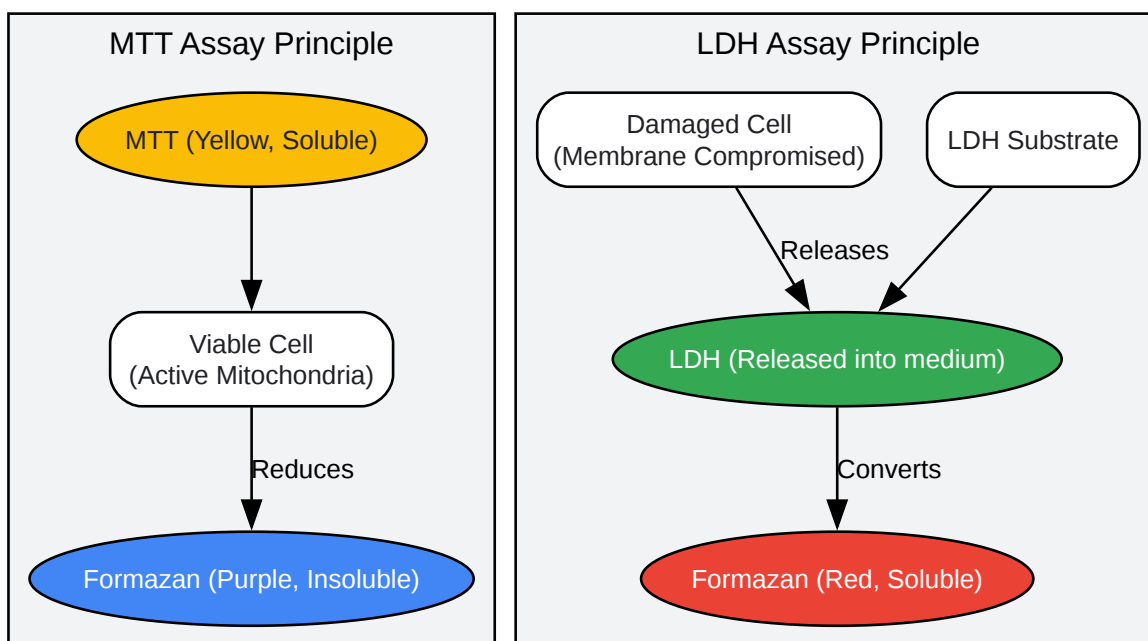 MTT Assay Principle
MTT (Yellow, Soluble)
Viable Cell
(Active Mitochondria)
Reduces
Formazan (Purple, Insoluble)
LDH Assay Principle
Damaged Cell
(Membrane Compromised)
LDH Substrate
Releases
LDH (Released into medium)
Converts
Formazan (Red, Soluble)